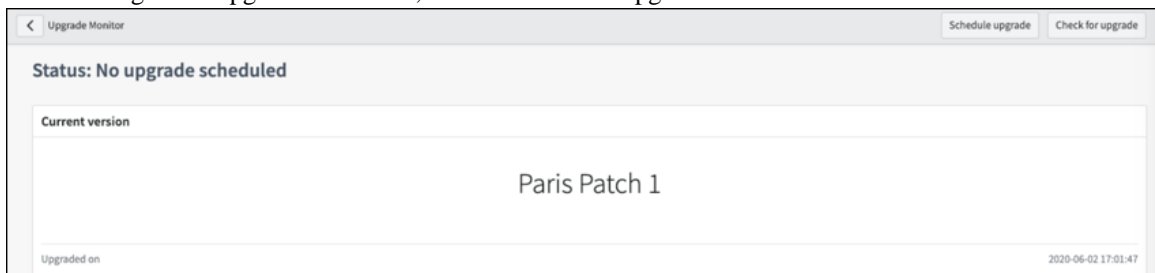 Upgrade Monitor Schedule upgrade Check for upgrade
Status: No upgrade scheduled
Current version
Paris Patch 1
Upgraded on 2020-06-02 17:01:47